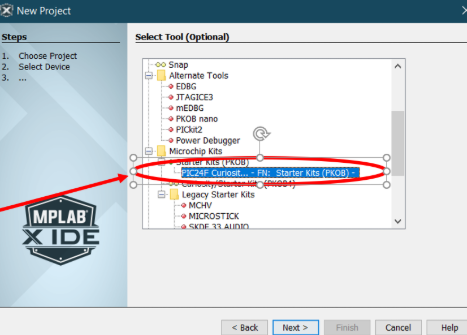 New Project
Steps
1. Choose Project
2. Select Device
3. ...
Select Tool (Optional)
Snap
Alternate Tools
EDBG
JTAGICE3
mEDBG
PKOB nano
PICkit2
Power Debugger
Microchip Kits
Starter Kits (PKOB)
PIC24F Curiosit... - FN: Starter Kits (PKOB) -
Curiosity/Starter Kits (PKOB4)
Legacy Starter Kits
MCHV
MICROSTICK
SKDE 33 AUDIO
MPLAB®
X IDE
< Back
Next >
Finish
Cancel
Help